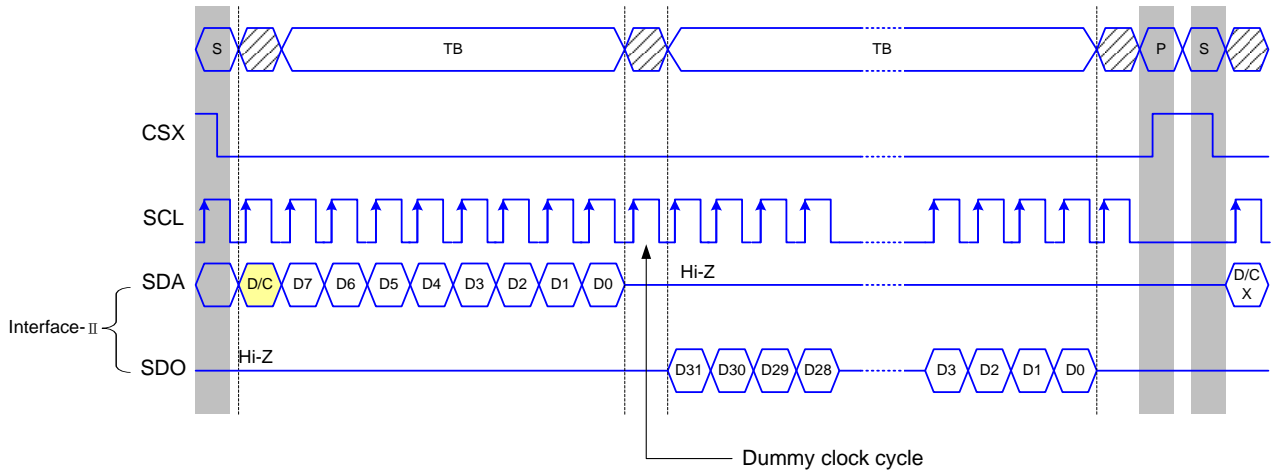 S TB TB P S
CSX
SCL
SDA D/C D7 D6 D5 D4 D3 D2 D1 D0 Hi-Z D/C
X
Interface-Ⅱ
Hi-Z
SDO D31 D30 D29 D28 D3 D2 D1 D0
Dummy clock cycle